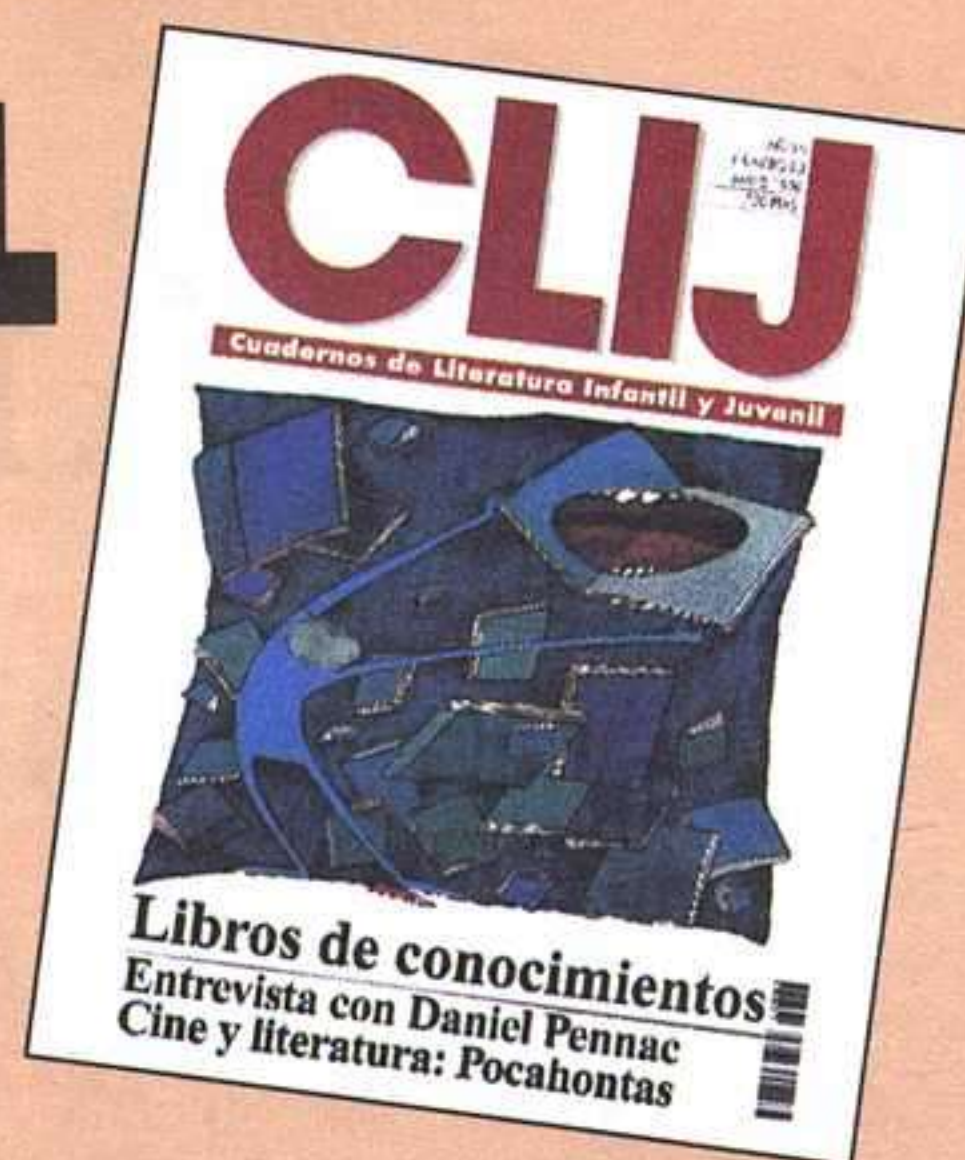 CLIJ
Cuadernos de Literatura Infantil y Juvenil
Libros de conocimientos
Entrevista con Daniel Pennac
Cine y literatura: Pocahontas